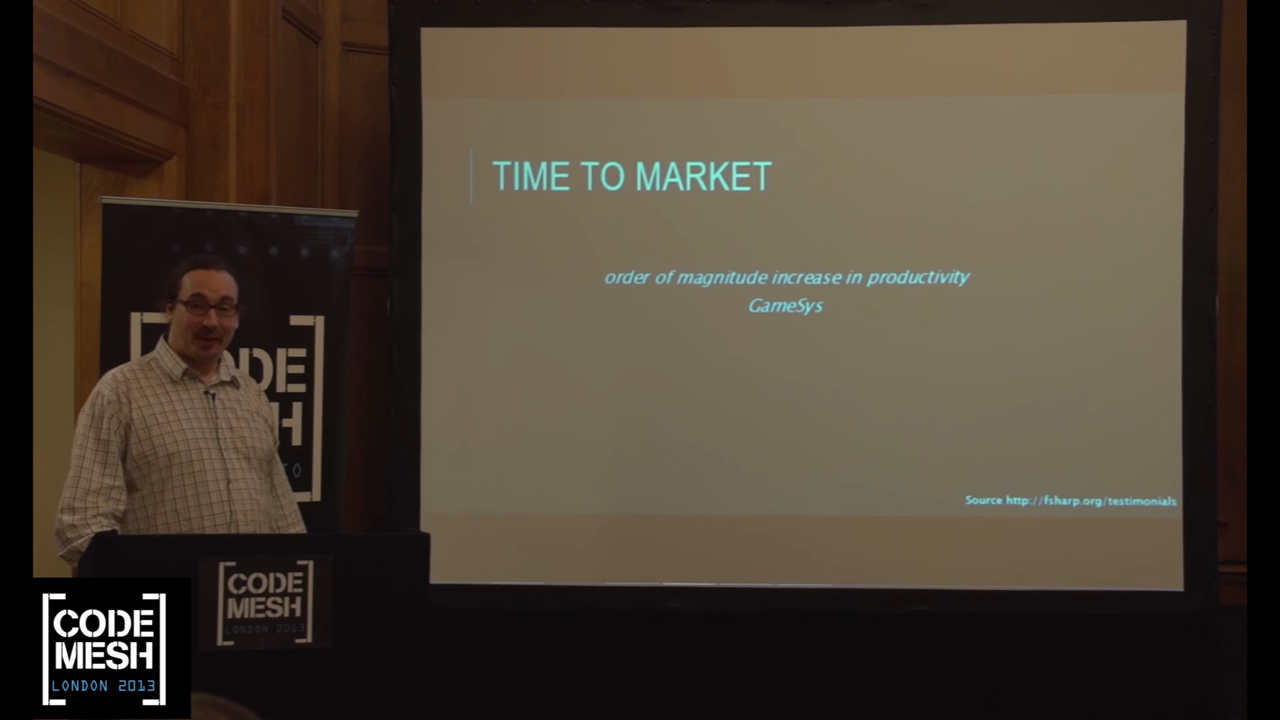 TIME TO MARKET
order of magnitude increase in productivity
GameSys
Source http://fsharp.org/testimonials
CODE
MESH
LONDON 2013
CODE
MESH
LONDON 2013